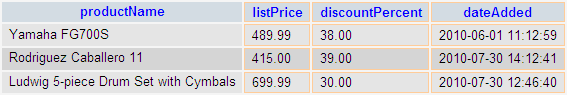 productName listPrice discountPercent dateAdded
Yamaha FG700S 489.99 38.00 2010-06-01 11:12:59
Rodriguez Caballero 11 415.00 39.00 2010-07-30 14:12:41
Ludwig 5-piece Drum Set with Cymbals 699.99 30.00 2010-07-30 12:46:40